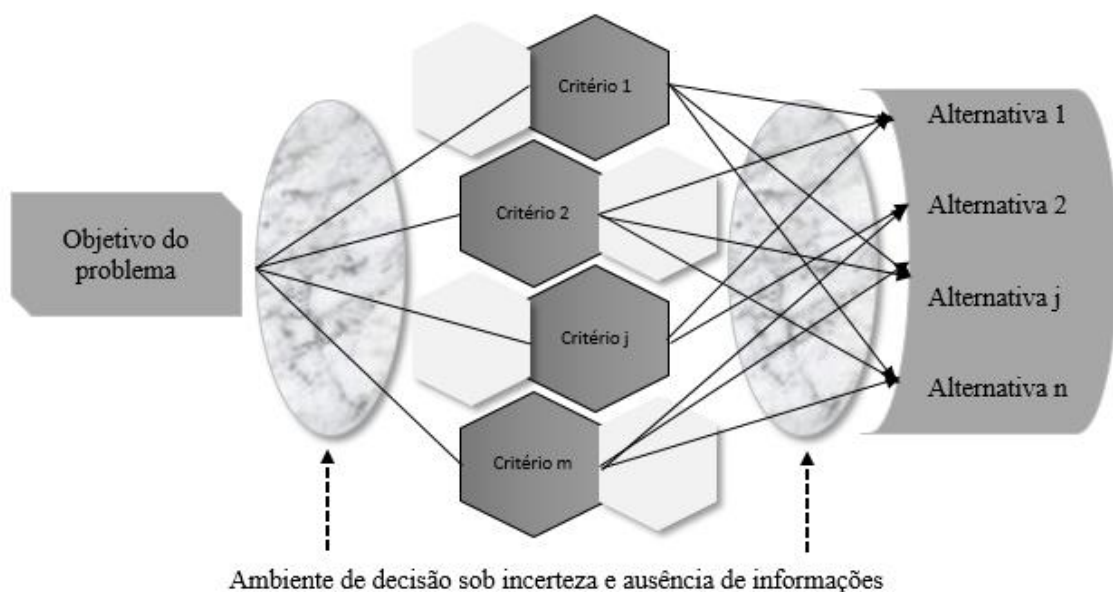 Objetivo do
problema
Critério 1
Critério 2
Critério j
Critério m
Alternativa 1
Alternativa 2
Alternativa j
Alternativa n
Ambiente de decisão sob incerteza e ausência de informações